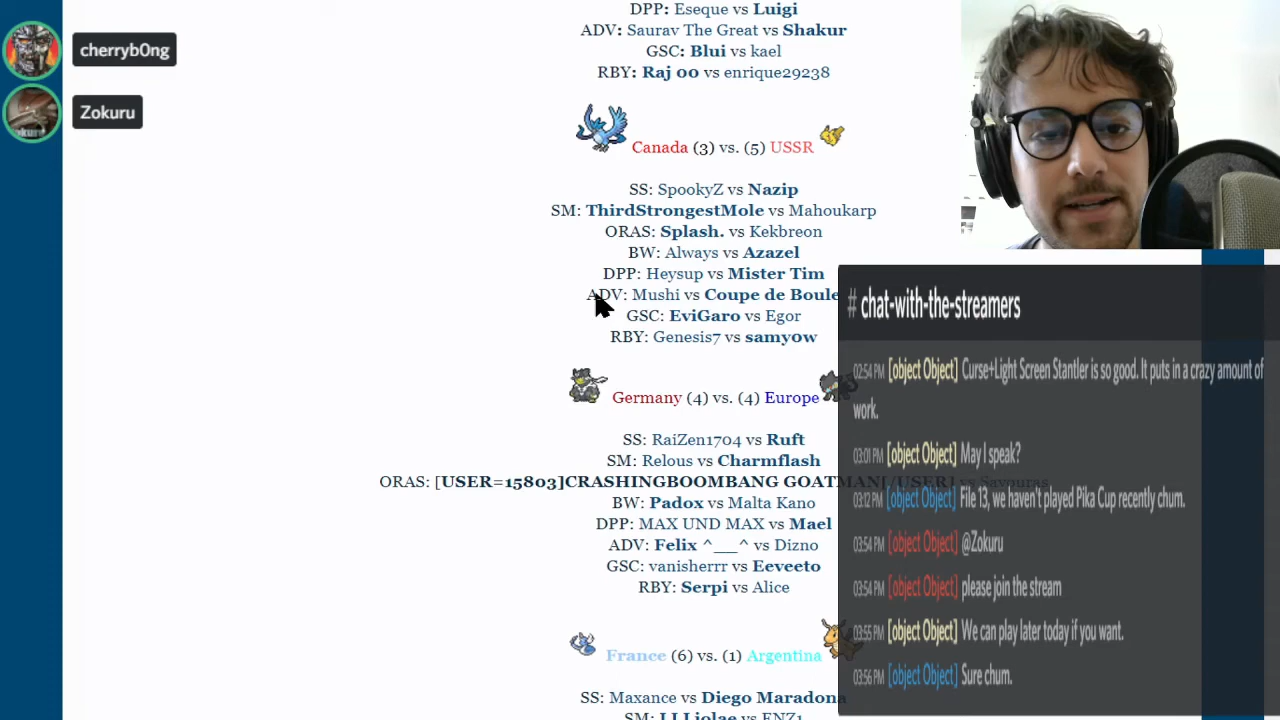 cherryb0ng
Zokuru
DPP: Eseque vs Luigi
ADV: Saurav The Great vs Shakur
GSC: Blui vs kael
RBY: Raj 00 vs enrique29238
Canada (3) vs. (5) USSR
SS: SpookyZ vs Nazip
SM: ThirdStrongestMole vs Mahoukarp
ORAS: Splash. vs Kekbreon
BW: Always vs Azazel
DPP: Heysup vs Mister Tim
ADV: Mushi vs Coupe de Boule
GSC: EviGaro vs Egor
RBY: Genesis7 vs samy0w
Germany (4) vs. (4) Europe
SS: RaiZen1704 vs Ruft
SM: Relous vs Charmflash
ORAS: [USER=15803]CRASHINGBOOMBANG GOATMAN[/USER] vs Savouras
BW: Padox vs Malta Kano
DPP: MAX UND MAX vs Mael
ADV: Felix ^__^ vs Dizno
GSC: vanisherrr vs Eeveeto
RBY: Serpi vs Alice
France (6) vs. (1) Argentina
SS: Maxance vs Diego Maradona
SM: LLLiolae vs ENZ1
# chat-with-the-streamers
02:54 PM [object Object] Curse+Light Screen Stantler is so good. It puts in a crazy amount of
work.
03:01 PM [object Object] May I speak?
03:12 PM [object Object] File 13, we haven't played Pika Cup recently chum.
03:54 PM [object Object] @Zokuru
03:54 PM [object Object] please join the stream
03:55 PM [object Object] We can play later today if you want.
03:56 PM [object Object] Sure chum.